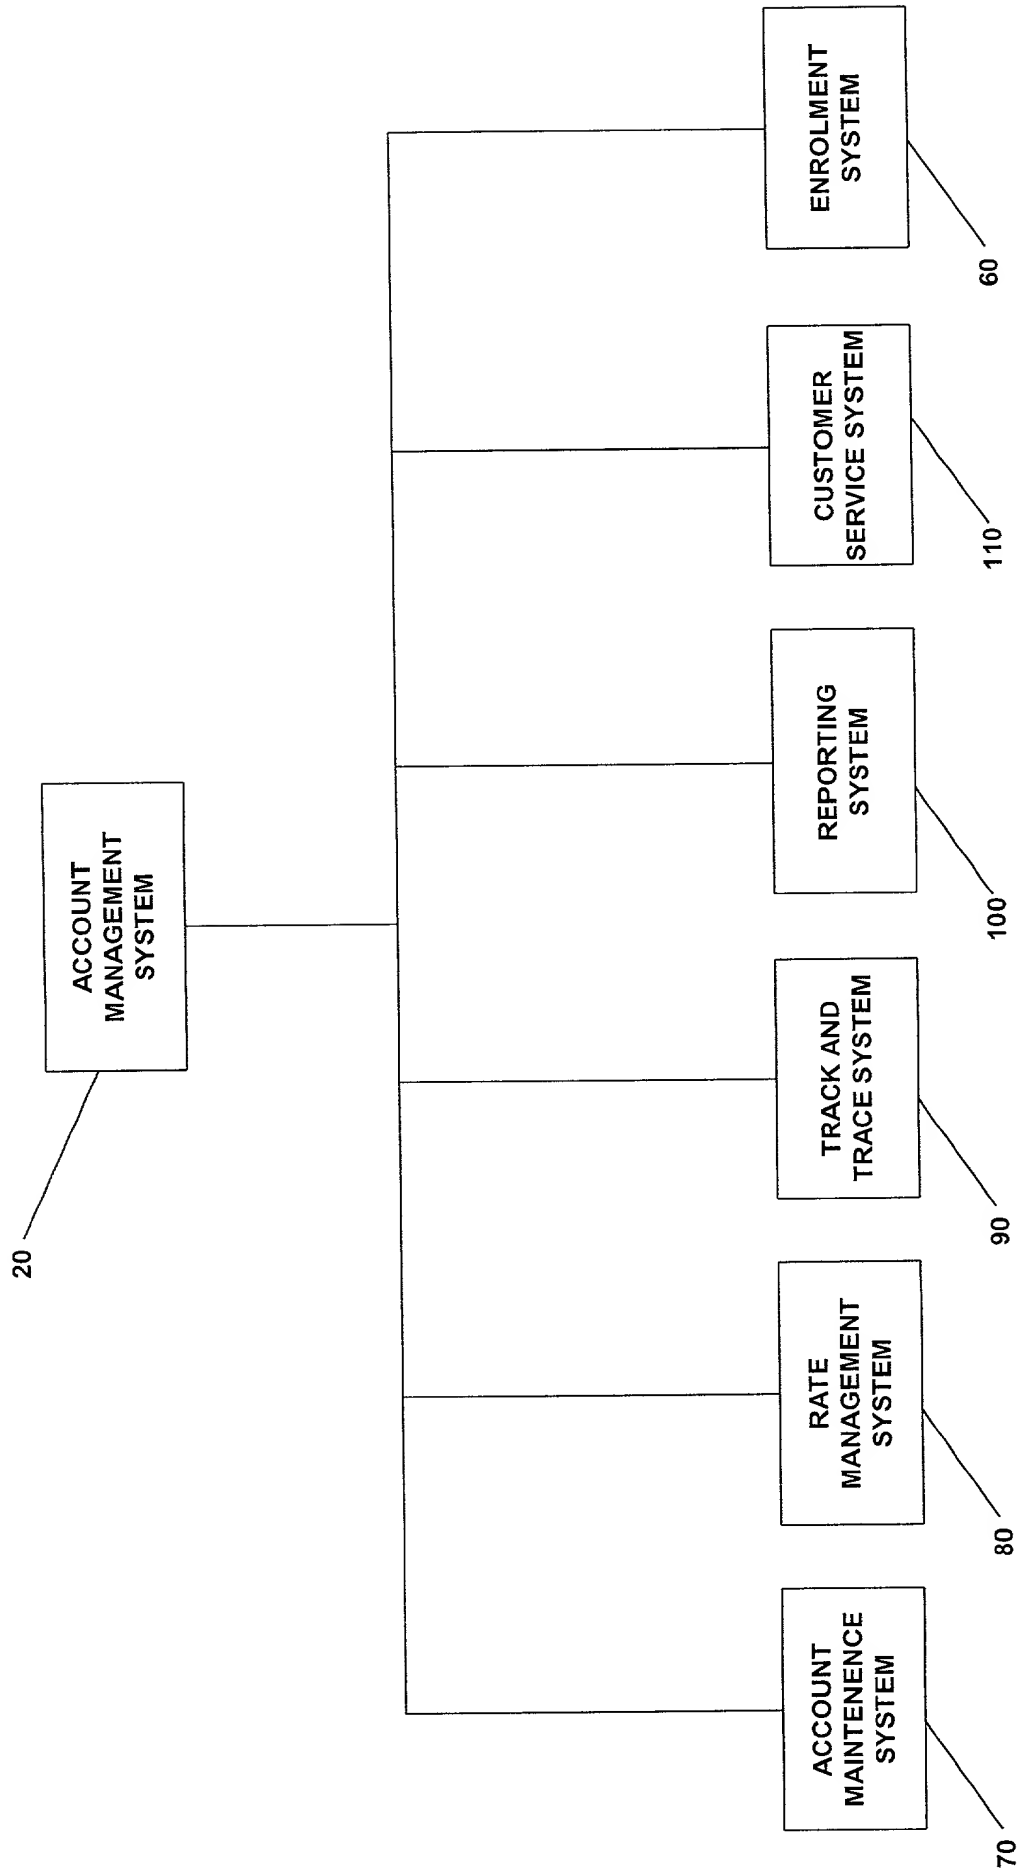 ACCOUNT
MANAGEMENT
SYSTEM
20
ACCOUNT
MAINTENENCE
SYSTEM
70
RATE
MANAGEMENT
SYSTEM
80
TRACK AND
TRACE SYSTEM
90
REPORTING
SYSTEM
100
CUSTOMER
SERVICE SYSTEM
110
ENROLMENT
SYSTEM
60